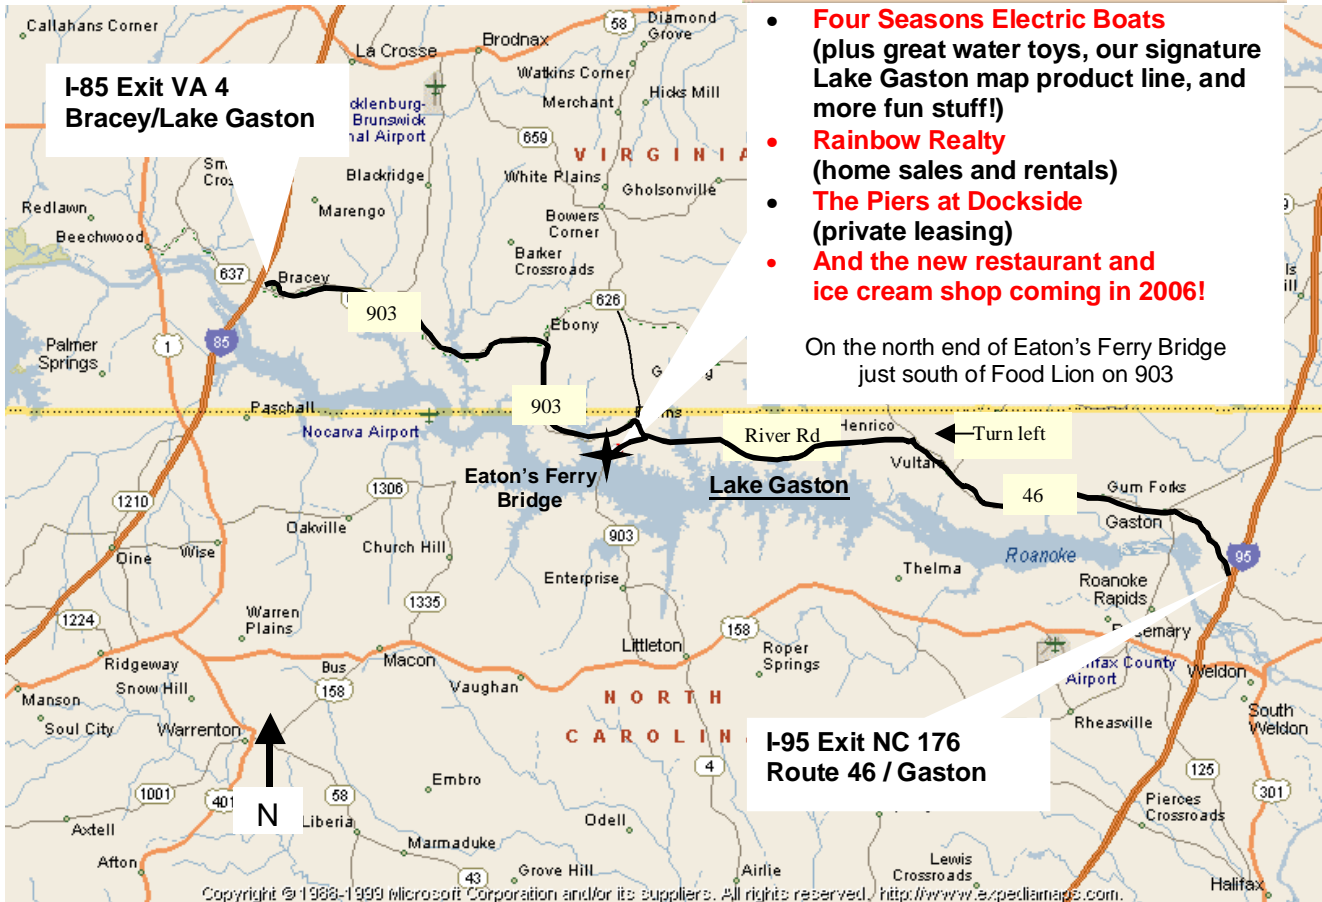 Callahans Corner
58
Diamond
Grove
La Crosse
Brodnax
Watkins Corner
Hicks Mill
Merchant
I-85 Exit VA 4
Bracey/Lake Gaston
cklenburg-
Brunswick
nal Airport
659
VIRGINIA
• Four Seasons Electric Boats
(plus great water toys, our signature
Lake Gaston map product line, and
more fun stuff!)
• Rainbow Realty
(home sales and rentals)
• The Piers at Dockside
(private leasing)
• And the new restaurant and
ice cream shop coming in 2006!
On the north end of Eaton's Ferry Bridge
just south of Food Lion on 903
Blackridge
White Plains
Gholsonville
Redlawn
Marengo
Bowers
Corner
Beechwood
Barker
Crossroads
637
Bracey
903
626
Ebony
Palmer
Springs
1
85
Paschall
903
Nocarva Airport
River Rd
Henrico
Turn left
Eaton's Ferry
Bridge
Lake Gaston
Vultare
46
Gum Forks
Gaston
1210
1306
Oakville
Church Hill
Oine
Wise
903
Roanoke
95
Thelma
Enterprise
Roanoke
Rapids
1335
Warren
Plains
1224
158
Littleton
Roper
Springs
Ridgeway
Macon
Bus
158
Snow Hill
Vaughan
Manson
Soul City
Warrenton
NORTH
CAROLIN
Airport
Weldon
South
Weldon
Rheasville
I-95 Exit NC 176
Route 46 / Gaston
4
125
301
N
Embro
1001
401
58
Liberia
Odell
Pierces
Crossroads
Axtell
Marmaduke
Afton
43
Grove Hill
Airlie
Lewis
Crossroads
Halifax
Copyright © 1988-1999 Microsoft Corporation and/or its suppliers. All rights reserved. http://www.expediamaps.com.